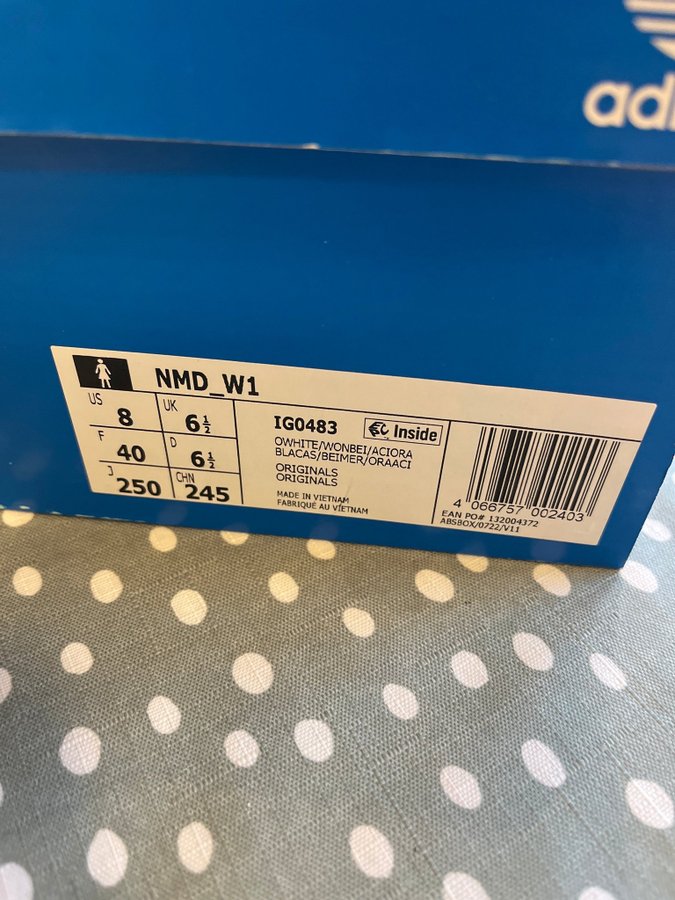 adi
NMD_W1
US 8 UK 6½
F 40 D 6½
J 250 CHN 245
IG0483
Inside
OWHITE/WONBEI/ACIORA
BLACAS/BEIMER/ORAACI
ORIGINALS
ORIGINALS
MADE IN VIETNAM
FABRIQUÉ AU VIETNAM
4 066757 002403
EAN PO# 132004372
ABSBOX/0722/V11